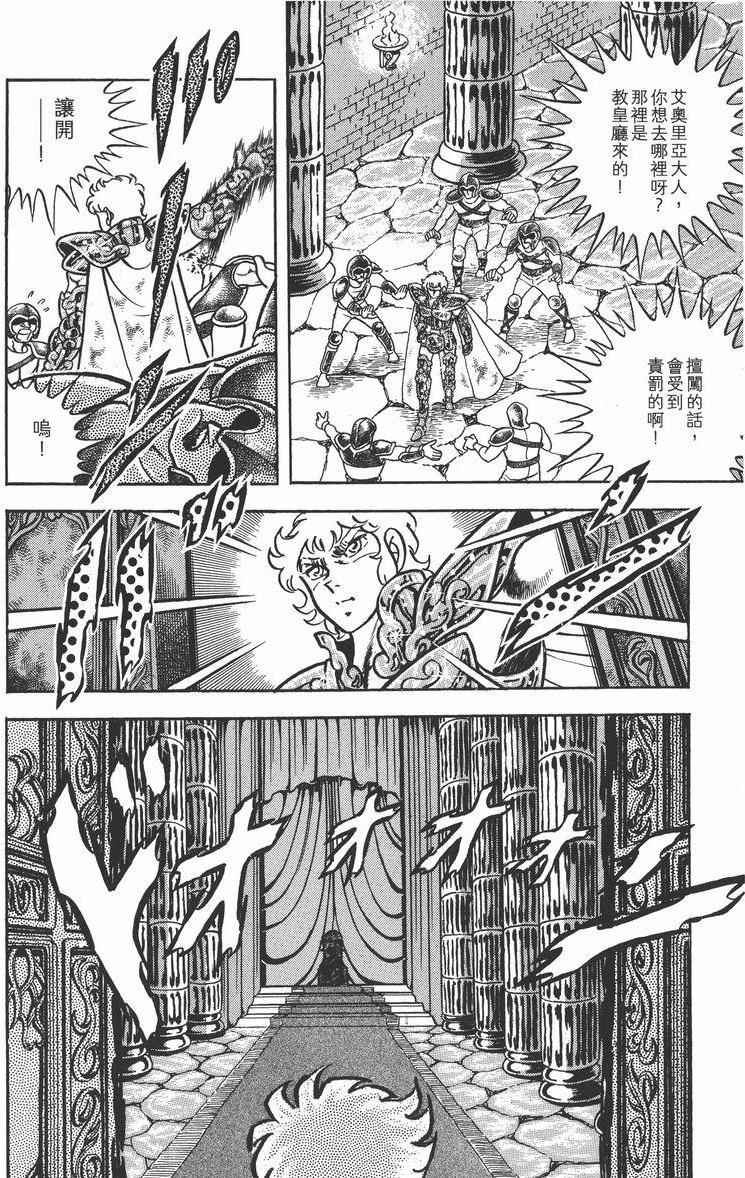 艾奧里亞大人，
你想去哪裡呀？
那裡是
教皇廳來的！
擅闖的話，
會受到
責罰的啊！
讓開
——！
嗚！
ドオオオオン